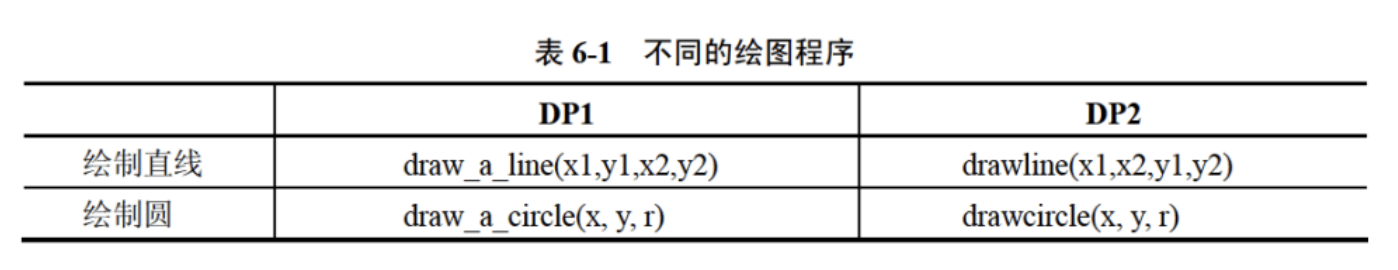 表 6-1 不同的绘图程序
DP1 DP2
绘制直线 draw_a_line(x1,y1,x2,y2) drawline(x1,x2,y1,y2)
绘制圆 draw_a_circle(x, y, r) drawcircle(x, y, r)